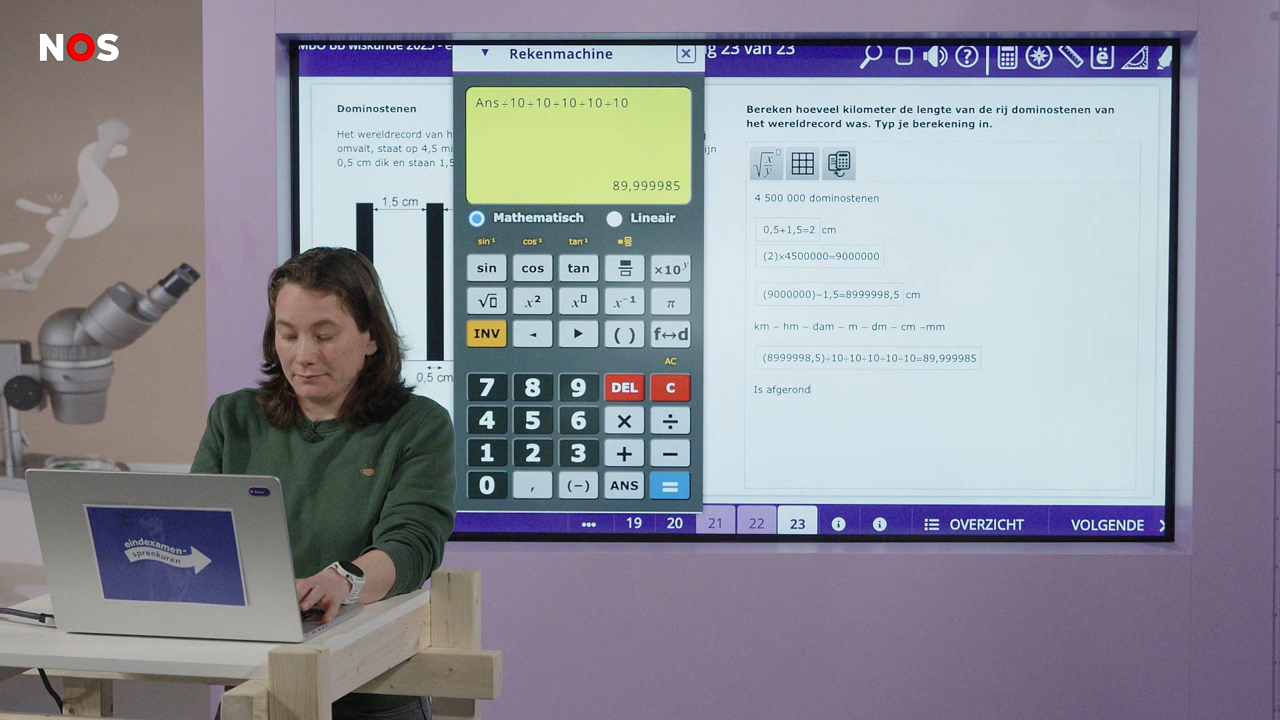 NOS
MBO BB wiskunde 2025 - e
Rekenmachine
g 23 van 23
Dominostenen
Het wereldrecord van h
omvalt, staat op 4,5 mi
ijn
0,5 cm dik en staan 1,5
1,5 cm
0,5 cm
Ans÷10÷10÷10÷10÷10
89,999985
Mathematisch
Lineair
sin⁻¹ cos⁻¹ tan⁻¹
sin cos tan ×10ʸ
√ x² x x⁻¹ π
INV ( ) f↔d
AC
7 8 9 DEL C
4 5 6 × ÷
1 2 3 + −
0 , (−) ANS =
Bereken hoeveel kilometer de lengte van de rij dominostenen van
het wereldrecord was. Typ je berekening in.
4 500 000 dominostenen
0,5+1,5=2 cm
(2)×4500000=9000000
(9000000)−1,5=8999998,5 cm
km – hm – dam – m – dm – cm –mm
(8999998,5)÷10÷10÷10÷10÷10=89,999985
Is afgerond
••• 19 20 21 22 23 OVERZICHT VOLGENDE
eindexamen-
spreekuren